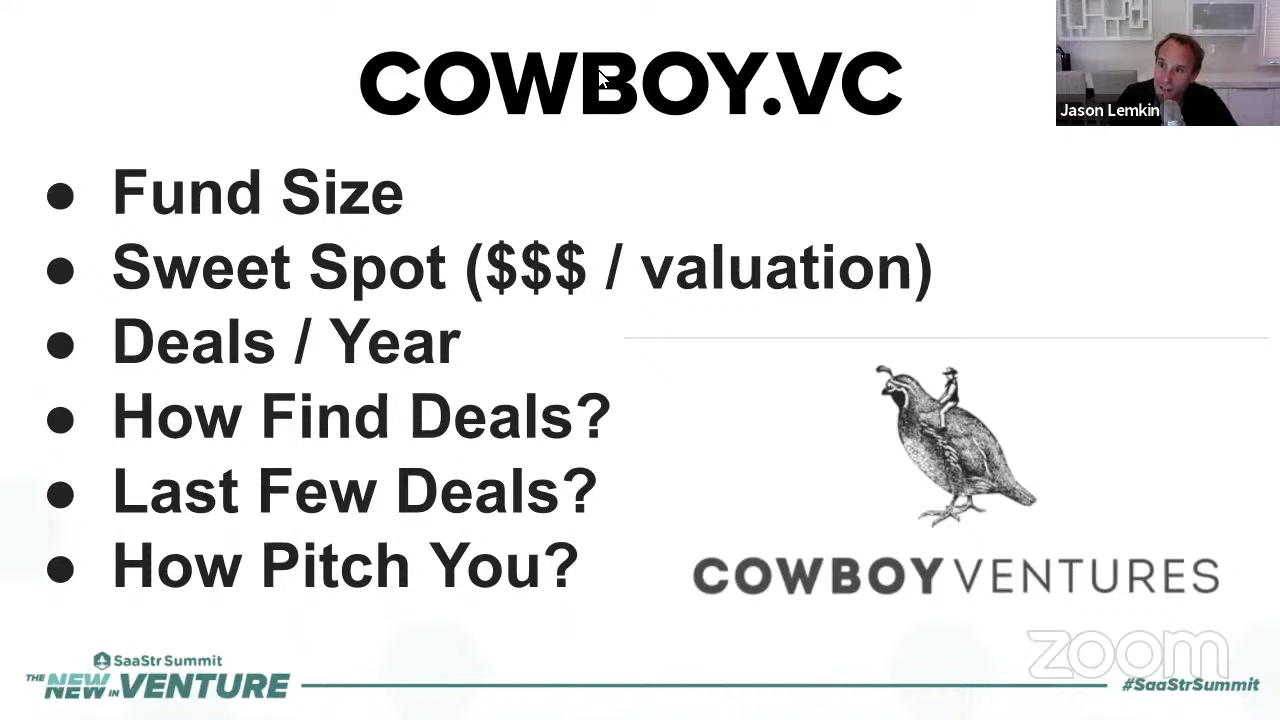 COWBOY.VC
Jason Lemkin
● Fund Size
● Sweet Spot ($$$ / valuation)
● Deals / Year
● How Find Deals?
● Last Few Deals?
● How Pitch You?
COWBOY VENTURES
zoom
SaaStr Summit
THE NEW IN VENTURE
#SaaStrSummit